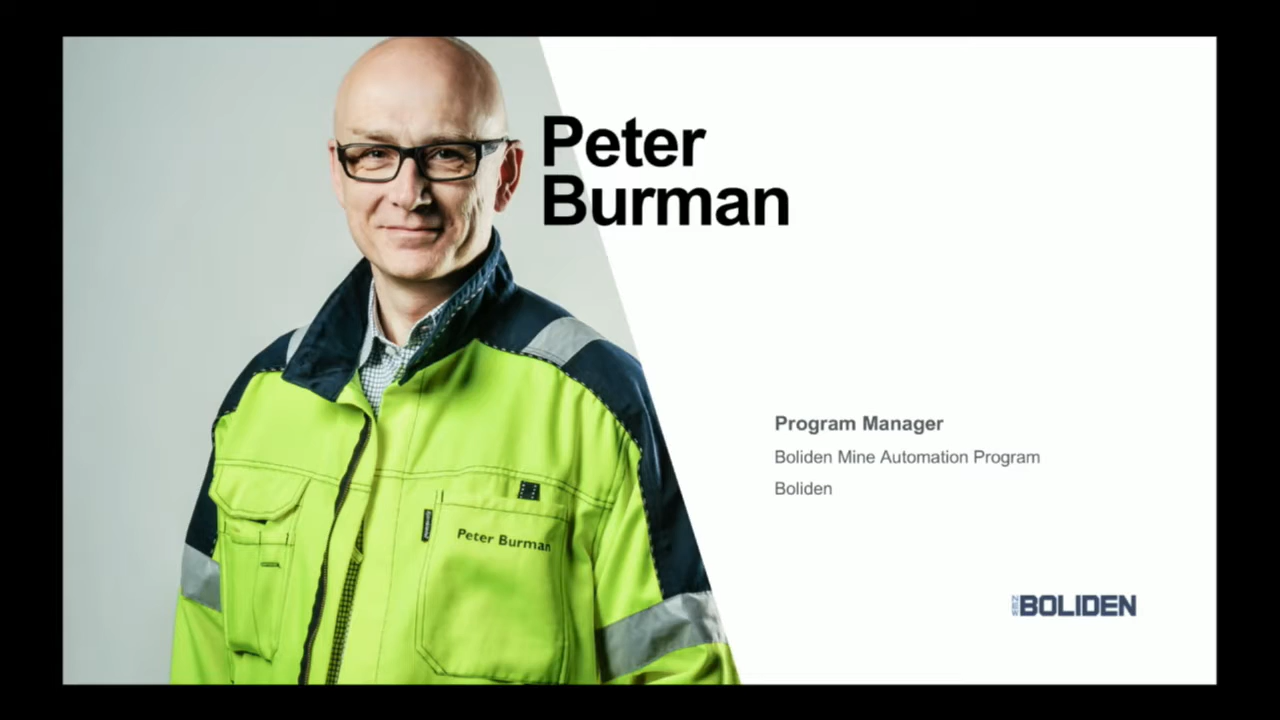 Peter
Burman
Program Manager
Boliden Mine Automation Program
Boliden
Peter Burman
BOLIDEN